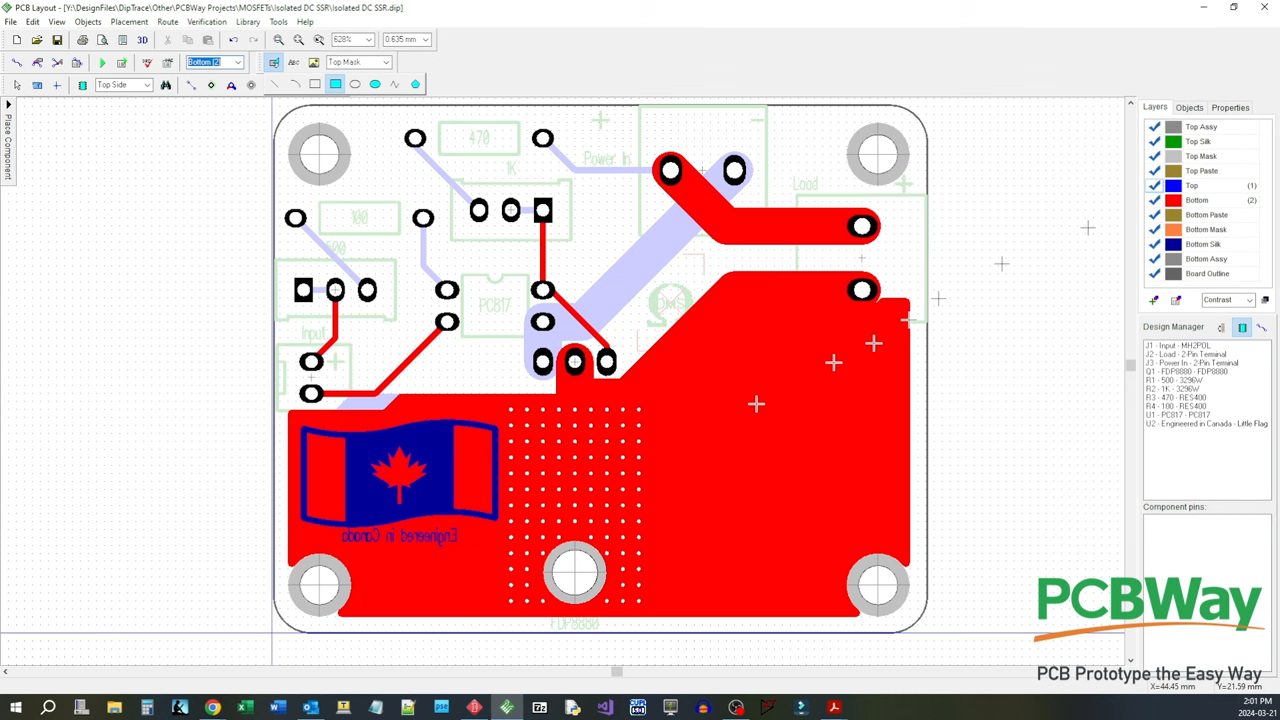 PCB Layout - [Y:\DesignFiles\DipTrace\Other\PCBWay Projects\MOSFETs\Isolated DC SSR\Isolated DC SSR.dip]
File Edit View Objects Placement Route Verification Library Tools Help
3D 628% 0.635 mm
Bottom (2) Abc Top Mask
Top Side
Place Component
Layers Objects Properties
Top Assy
Top Silk
Top Mask
Top Paste
Top (1)
Bottom (2)
Bottom Paste
Bottom Mask
Bottom Silk
Bottom Assy
Board Outline
Contrast
Design Manager
J1 - Input - MH2POL
J2 - Load - 2-Pin Terminal
J3 - Power In - 2-Pin Terminal
Q1 - FDP8880 - FDP8880
R1 - 500 - 3296W
R2 - 1K - 3296W
R3 - 470 - RES400
R4 - 100 - RES400
U1 - PC817 - PC817
U2 - Engineered in Canada - Little Flag
Component pins:
470
+
-
Power In
1K
Load
+
100
500
PC817
Input
+
Engineered in Canada
FDP8880
PCBWay
PCB Prototype the Easy Way
X=44.45 mm Y=21.59 mm
2:01 PM
2024-03-21